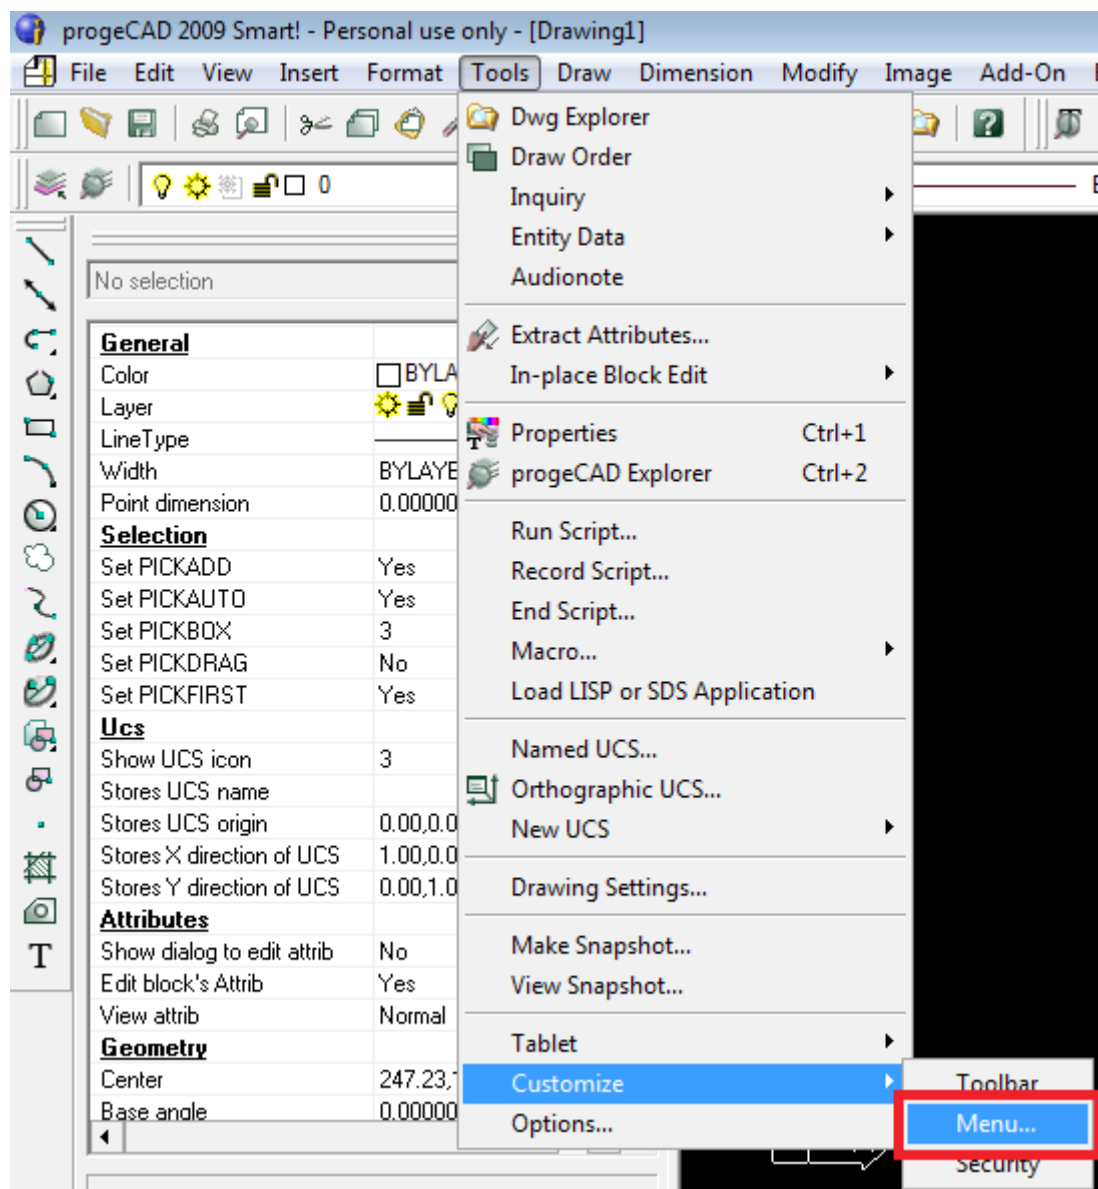 progeCAD 2009 Smart! - Personal use only - [Drawing1]
File Edit View Insert Format Tools Draw Dimension Modify Image Add-On
0
No selection
General
Color BYLA
Layer
LineType
Width BYLAYE
Point dimension 0.00000
Selection
Set PICKADD Yes
Set PICKAUTO Yes
Set PICKBOX 3
Set PICKDRAG No
Set PICKFIRST Yes
Ucs
Show UCS icon 3
Stores UCS name
Stores UCS origin 0.00,0.0
Stores X direction of UCS 1.00,0.0
Stores Y direction of UCS 0.00,1.0
Attributes
Show dialog to edit attrib No
Edit block's Attrib Yes
View attrib Normal
Geometry
Center 247.23,
Base angle 0.00000
T
Dwg Explorer
Draw Order
Inquiry
Entity Data
Audionote
Extract Attributes...
In-place Block Edit
Properties Ctrl+1
progeCAD Explorer Ctrl+2
Run Script...
Record Script...
End Script...
Macro...
Load LISP or SDS Application
Named UCS...
Orthographic UCS...
New UCS
Drawing Settings...
Make Snapshot...
View Snapshot...
Tablet
Customize
Options...
Toolbar
Menu...
Security